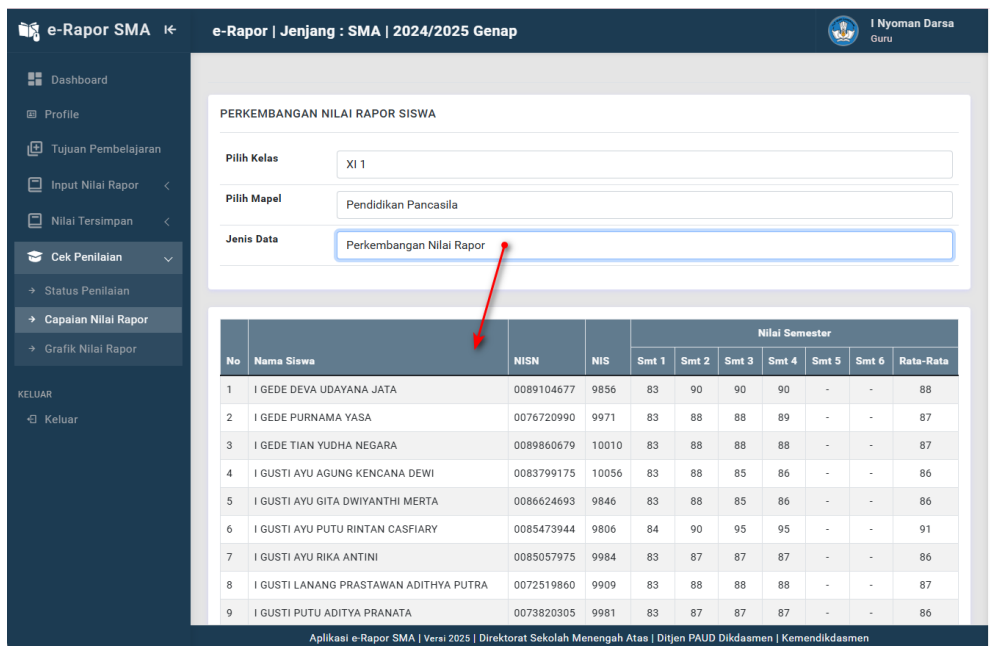 e-Rapor SMA
e-Rapor | Jenjang : SMA | 2024/2025 Genap
I Nyoman Darsa
Guru
Dashboard
Profile
Tujuan Pembelajaran
Input Nilai Rapor
Nilai Tersimpan
Cek Penilaian
Status Penilaian
Capaian Nilai Rapor
Grafik Nilai Rapor
KELUAR
Keluar
PERKEMBANGAN NILAI RAPOR SISWA
Pilih Kelas XI 1
Pilih Mapel Pendidikan Pancasila
Jenis Data Perkembangan Nilai Rapor
Nilai Semester
No Nama Siswa NISN NIS Smt 1 Smt 2 Smt 3 Smt 4 Smt 5 Smt 6 Rata-Rata
1 I GEDE DEVA UDAYANA JATA 0089104677 9856 83 90 90 90 - - 88
2 I GEDE PURNAMA YASA 0076720990 9971 83 88 88 89 - - 87
3 I GEDE TIAN YUDHA NEGARA 0089860679 10010 83 88 88 88 - - 87
4 I GUSTI AYU AGUNG KENCANA DEWI 0083799175 10056 83 88 85 86 - - 86
5 I GUSTI AYU GITA DWIYANTHI MERTA 0086624693 9846 83 88 85 86 - - 86
6 I GUSTI AYU PUTU RINTAN CASFIARY 0085473944 9806 84 90 95 95 - - 91
7 I GUSTI AYU RIKA ANTINI 0085057975 9984 83 87 87 87 - - 86
8 I GUSTI LANANG PRASTAWAN ADITHYA PUTRA 0072519860 9909 83 88 88 88 - - 87
9 I GUSTI PUTU ADITYA PRANATA 0073820305 9981 83 87 87 87 - - 86
Aplikasi e-Rapor SMA | Versi 2025 | Direktorat Sekolah Menengah Atas | Ditjen PAUD Dikdasmen | Kemendikdasmen